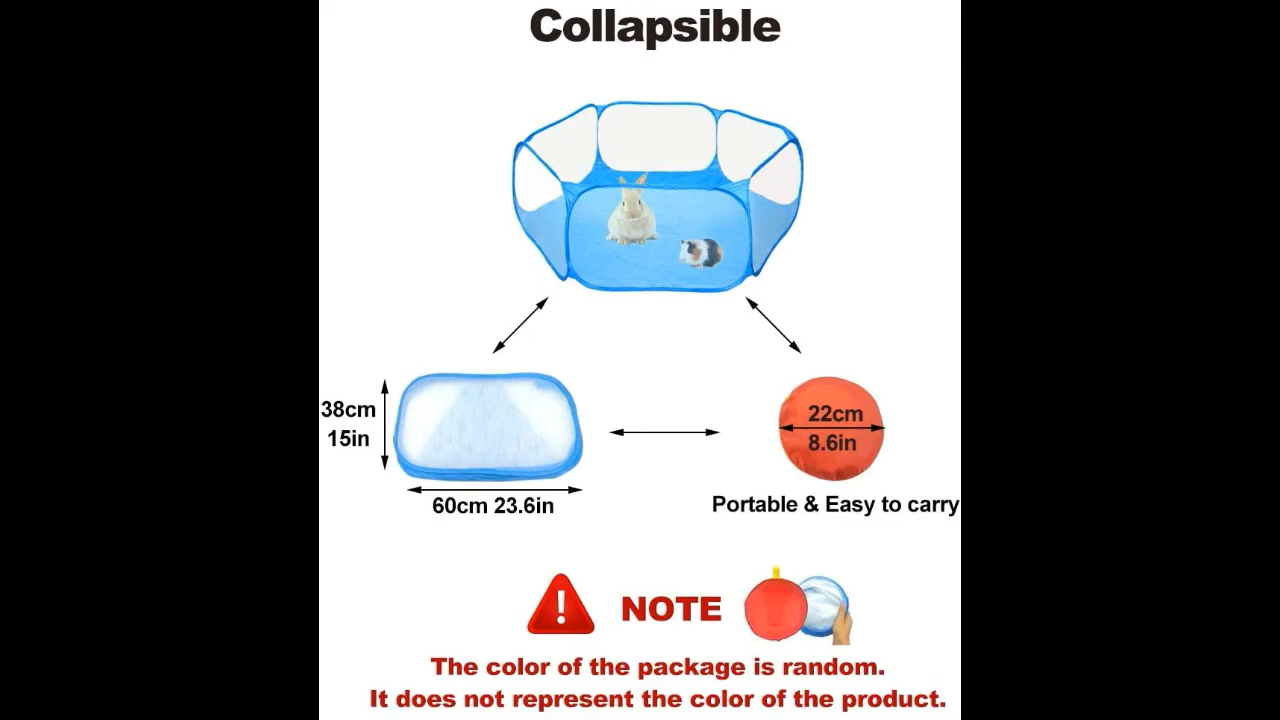 Collapsible
38cm
15in
60cm 23.6in
22cm
8.6in
Portable & Easy to carry
NOTE
The color of the package is random.
It does not represent the color of the product.